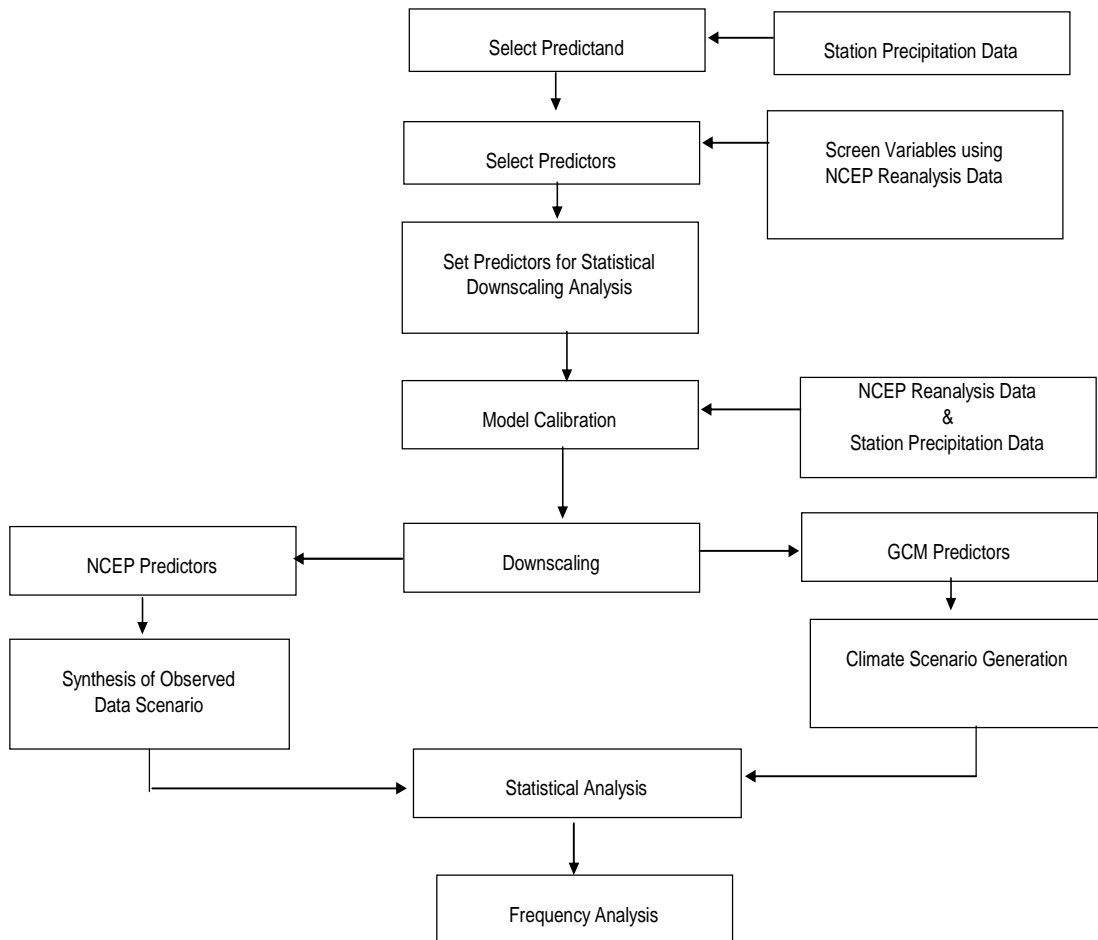 Select Predictand
Station Precipitation Data
Select Predictors
Screen Variables using
NCEP Reanalysis Data
Set Predictors for Statistical
Downscaling Analysis
Model Calibration
NCEP Reanalysis Data
&
Station Precipitation Data
NCEP Predictors
Downscaling
GCM Predictors
Synthesis of Observed
Data Scenario
Climate Scenario Generation
Statistical Analysis
Frequency Analysis